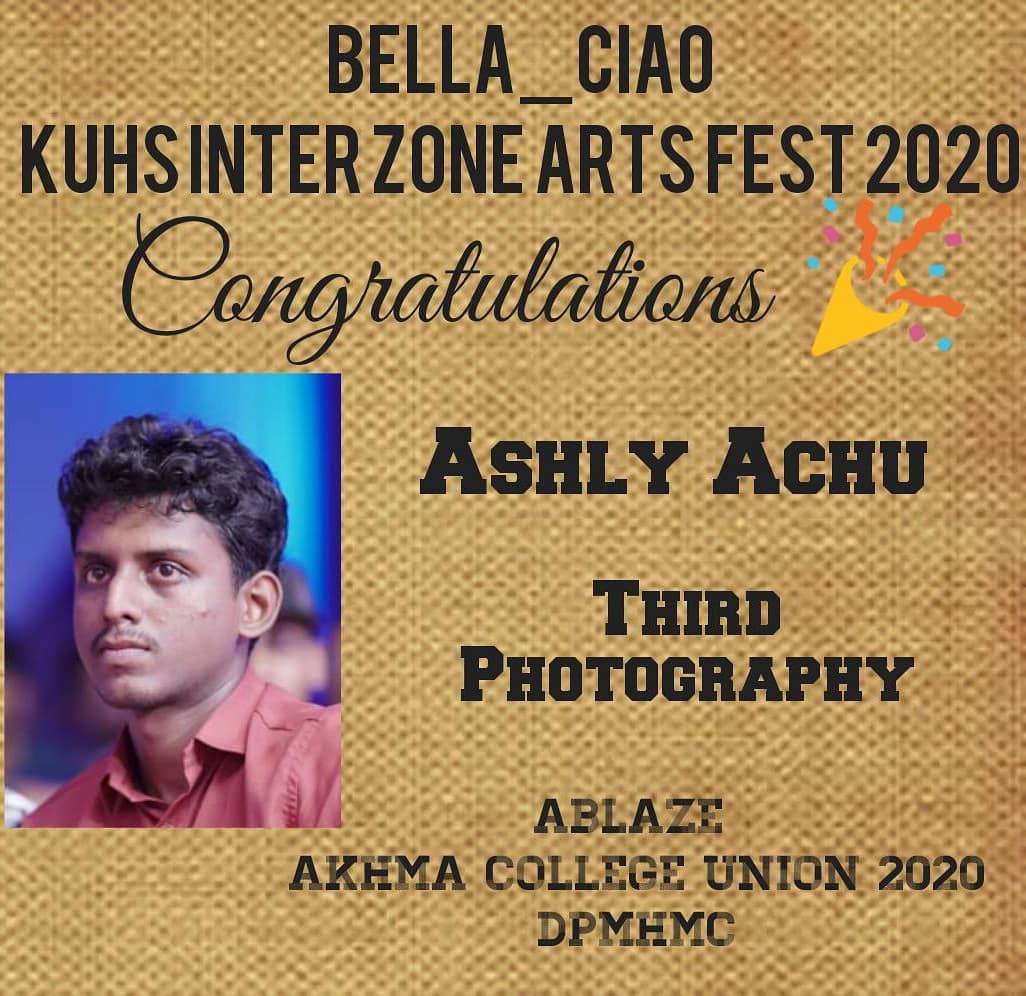 BELLA_CIAO
KUHS INTER ZONE ARTS FEST 2020
Congratulations
ASHLY ACHU
THIRD
PHOTOGRAPHY
ABLAZE
AKHMA COLLEGE UNION 2020
DPMHMC